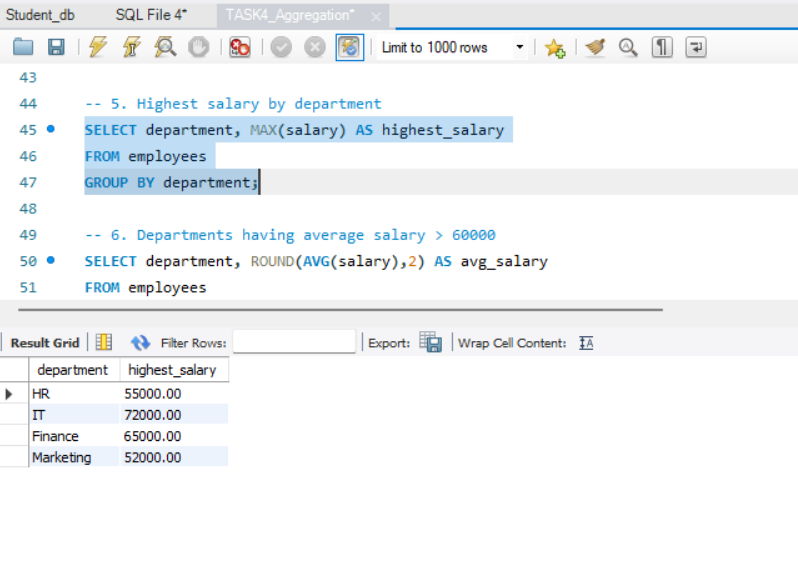 Student_db SQL File 4* TASK4_Aggregation*
Limit to 1000 rows
43
44 -- 5. Highest salary by department
45 SELECT department, MAX(salary) AS highest_salary
46 FROM employees
47 GROUP BY department;
48
49 -- 6. Departments having average salary > 60000
50 SELECT department, ROUND(AVG(salary),2) AS avg_salary
51 FROM employees
Result Grid Filter Rows: Export: Wrap Cell Content: IA
department highest_salary
HR 55000.00
IT 72000.00
Finance 65000.00
Marketing 52000.00